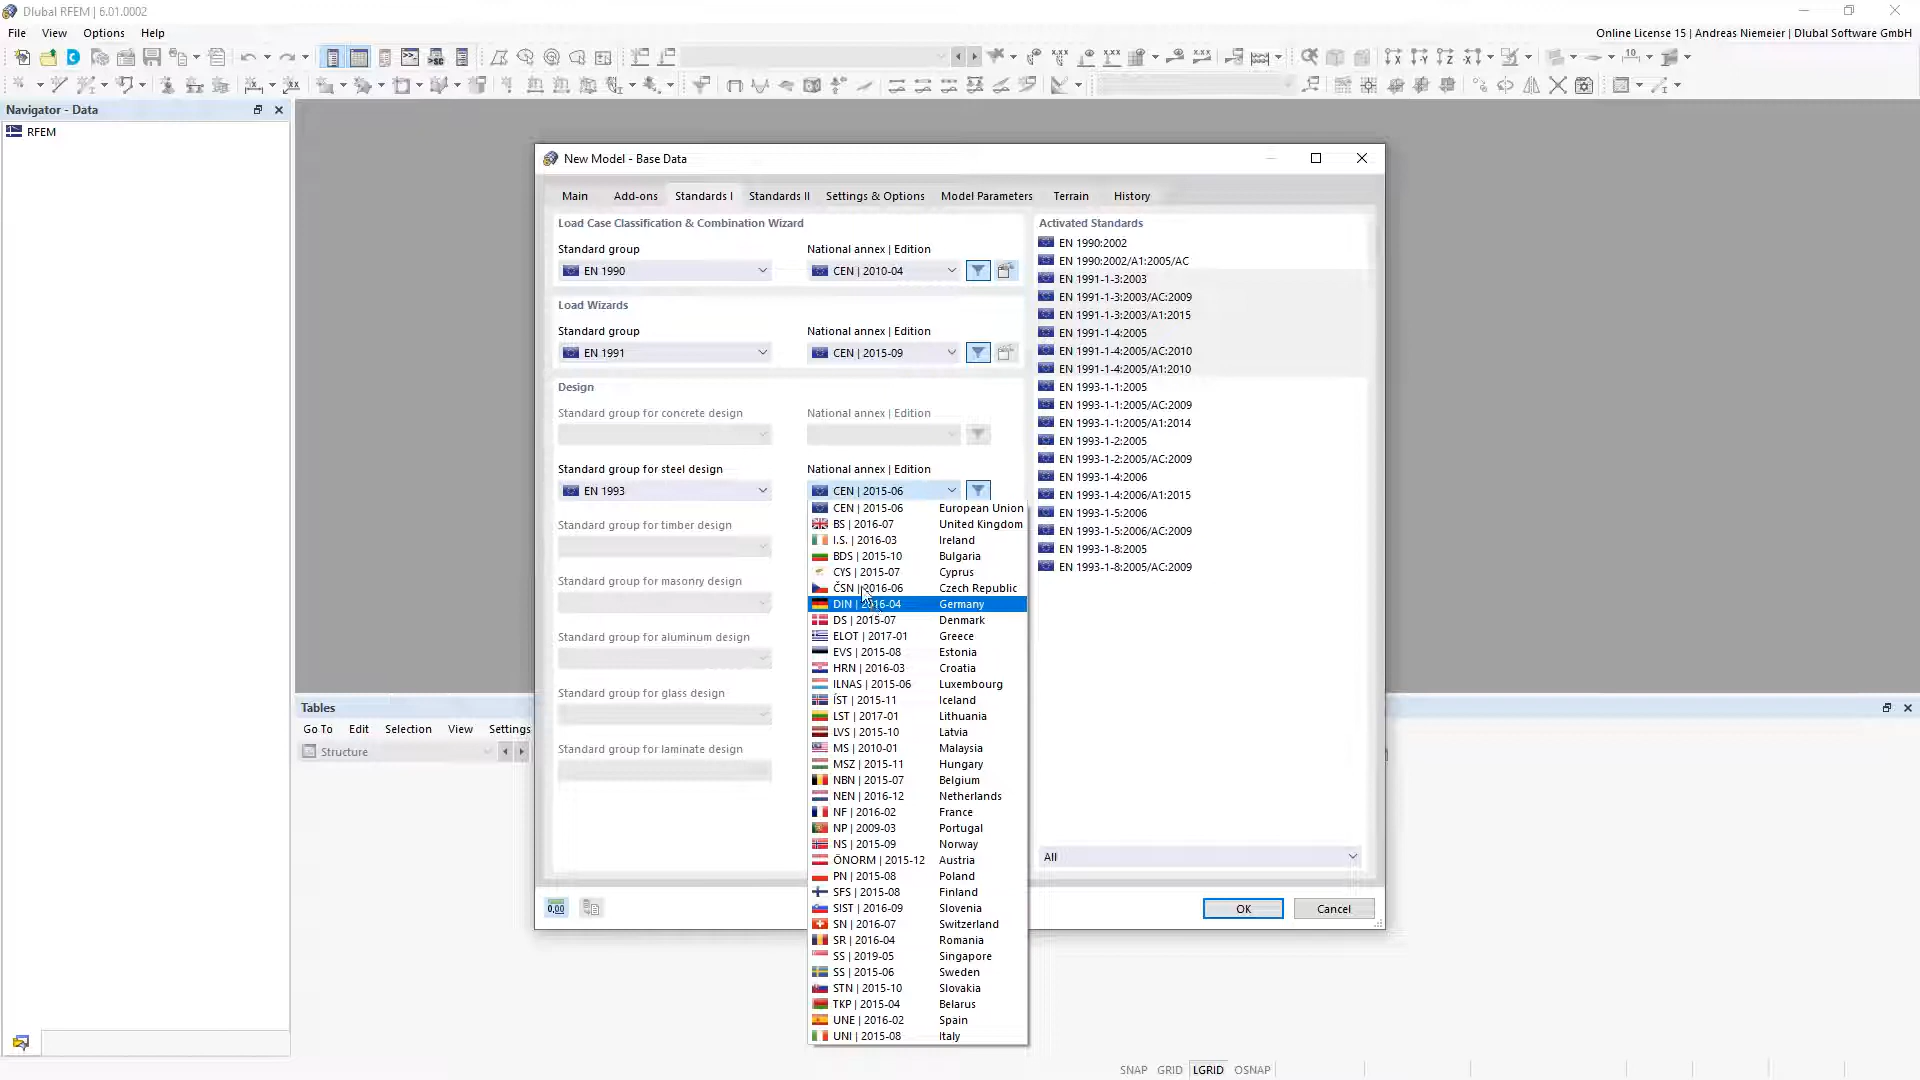 Dlubal RFEM | 6.01.0002
File View Options Help
Online License 15 | Andreas Niemeier | Dlubal Software GmbH
Navigator - Data
RFEM
New Model - Base Data
Main Add-ons Standards I Standards II Settings & Options Model Parameters Terrain History
Load Case Classification & Combination Wizard
Standard group National annex | Edition
EN 1990 CEN | 2010-04
Load Wizards
Standard group National annex | Edition
EN 1991 CEN | 2015-09
Design
Standard group for concrete design National annex | Edition
Standard group for steel design National annex | Edition
EN 1993 CEN | 2015-06
Standard group for timber design
Standard group for masonry design
Standard group for aluminum design
Standard group for glass design
Standard group for laminate design
CEN | 2015-06 European Union
BS | 2016-07 United Kingdom
I.S. | 2016-03 Ireland
BDS | 2015-10 Bulgaria
CYS | 2015-07 Cyprus
ČSN | 2016-06 Czech Republic
DIN | 2016-04 Germany
DS | 2015-07 Denmark
ELOT | 2017-01 Greece
EVS | 2015-08 Estonia
HRN | 2016-03 Croatia
ILNAS | 2015-06 Luxembourg
ÍST | 2015-11 Iceland
LST | 2017-01 Lithuania
LVS | 2015-10 Latvia
MS | 2010-01 Malaysia
MSZ | 2015-11 Hungary
NBN | 2015-07 Belgium
NEN | 2016-12 Netherlands
NF | 2016-02 France
NP | 2009-03 Portugal
NS | 2015-09 Norway
ÖNORM | 2015-12 Austria
PN | 2015-08 Poland
SFS | 2015-08 Finland
SIST | 2016-09 Slovenia
SN | 2016-07 Switzerland
SR | 2016-04 Romania
SS | 2019-05 Singapore
SS | 2015-06 Sweden
STN | 2015-10 Slovakia
TKP | 2015-04 Belarus
UNE | 2016-02 Spain
UNI | 2015-08 Italy
Activated Standards
EN 1990:2002
EN 1990:2002/A1:2005/AC
EN 1991-1-3:2003
EN 1991-1-3:2003/AC:2009
EN 1991-1-3:2003/A1:2015
EN 1991-1-4:2005
EN 1991-1-4:2005/AC:2010
EN 1991-1-4:2005/A1:2010
EN 1993-1-1:2005
EN 1993-1-1:2005/AC:2009
EN 1993-1-1:2005/A1:2014
EN 1993-1-2:2005
EN 1993-1-2:2005/AC:2009
EN 1993-1-4:2006
EN 1993-1-4:2006/A1:2015
EN 1993-1-5:2006
EN 1993-1-5:2006/AC:2009
EN 1993-1-8:2005
EN 1993-1-8:2005/AC:2009
All
0,00
OK Cancel
Tables
Go To Edit Selection View Settings
Structure
SNAP GRID LGRID OSNAP